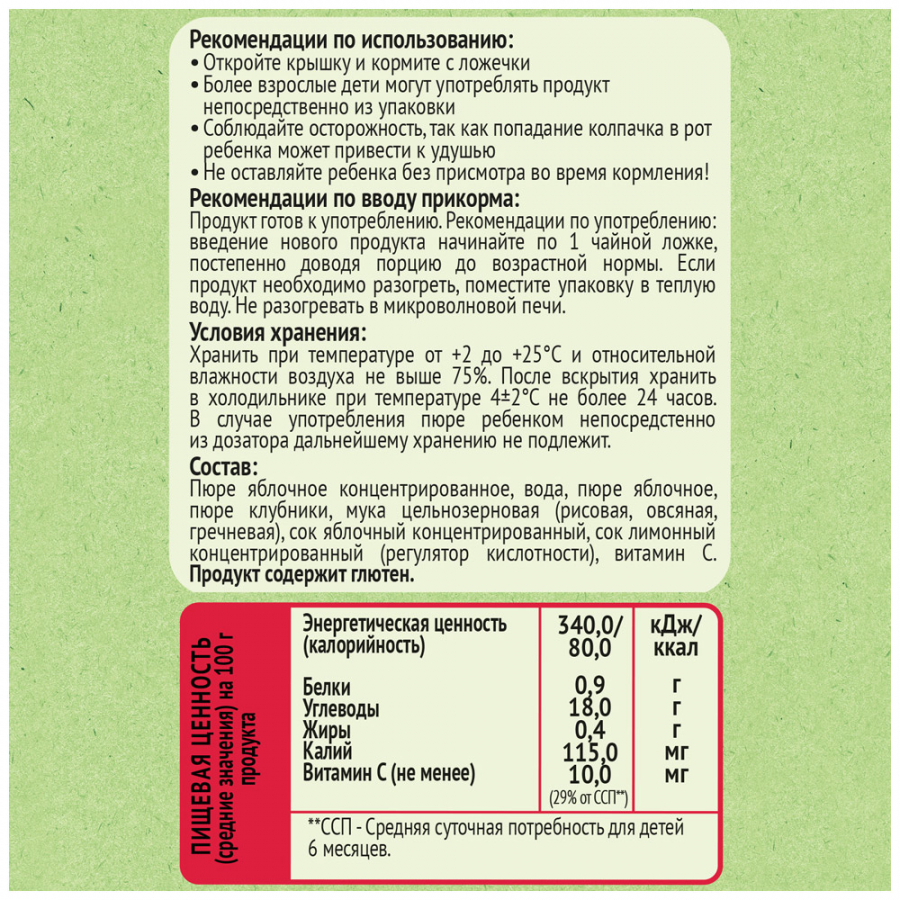 Рекомендации по использованию:
• Откройте крышку и кормите с ложечки
• Более взрослые дети могут употреблять продукт
непосредственно из упаковки
• Соблюдайте осторожность, так как попадание колпачка в рот
ребенка может привести к удушью
• Не оставляйте ребенка без присмотра во время кормления!
Рекомендации по вводу прикорма:
Продукт готов к употреблению. Рекомендации по употреблению:
введение нового продукта начинайте по 1 чайной ложке,
постепенно доводя порцию до возрастной нормы. Если
продукт необходимо разогреть, поместите упаковку в теплую
воду. Не разогревать в микроволновой печи.
Условия хранения:
Хранить при температуре от +2 до +25°С и относительной
влажности воздуха не выше 75%. После вскрытия хранить
в холодильнике при температуре 4±2°С не более 24 часов.
В случае употребления пюре ребенком непосредственно
из дозатора дальнейшему хранению не подлежит.
Состав:
Пюре яблочное концентрированное, вода, пюре яблочное,
пюре клубники, мука цельнозерновая (рисовая, овсяная,
гречневая), сок яблочный концентрированный, сок лимонный
концентрированный (регулятор кислотности), витамин С.
Продукт содержит глютен.
ПИЩЕВАЯ ЦЕННОСТЬ
(средние значения) на 100 г
продукта
Энергетическая ценность 340,0/ кДж/
(калорийность) 80,0 ккал
Белки 0,9 г
Углеводы 18,0 г
Жиры 0,4 г
Калий 115,0 мг
Витамин С (не менее) 10,0 мг
(29% от ССП**)
**ССП - Средняя суточная потребность для детей
6 месяцев.